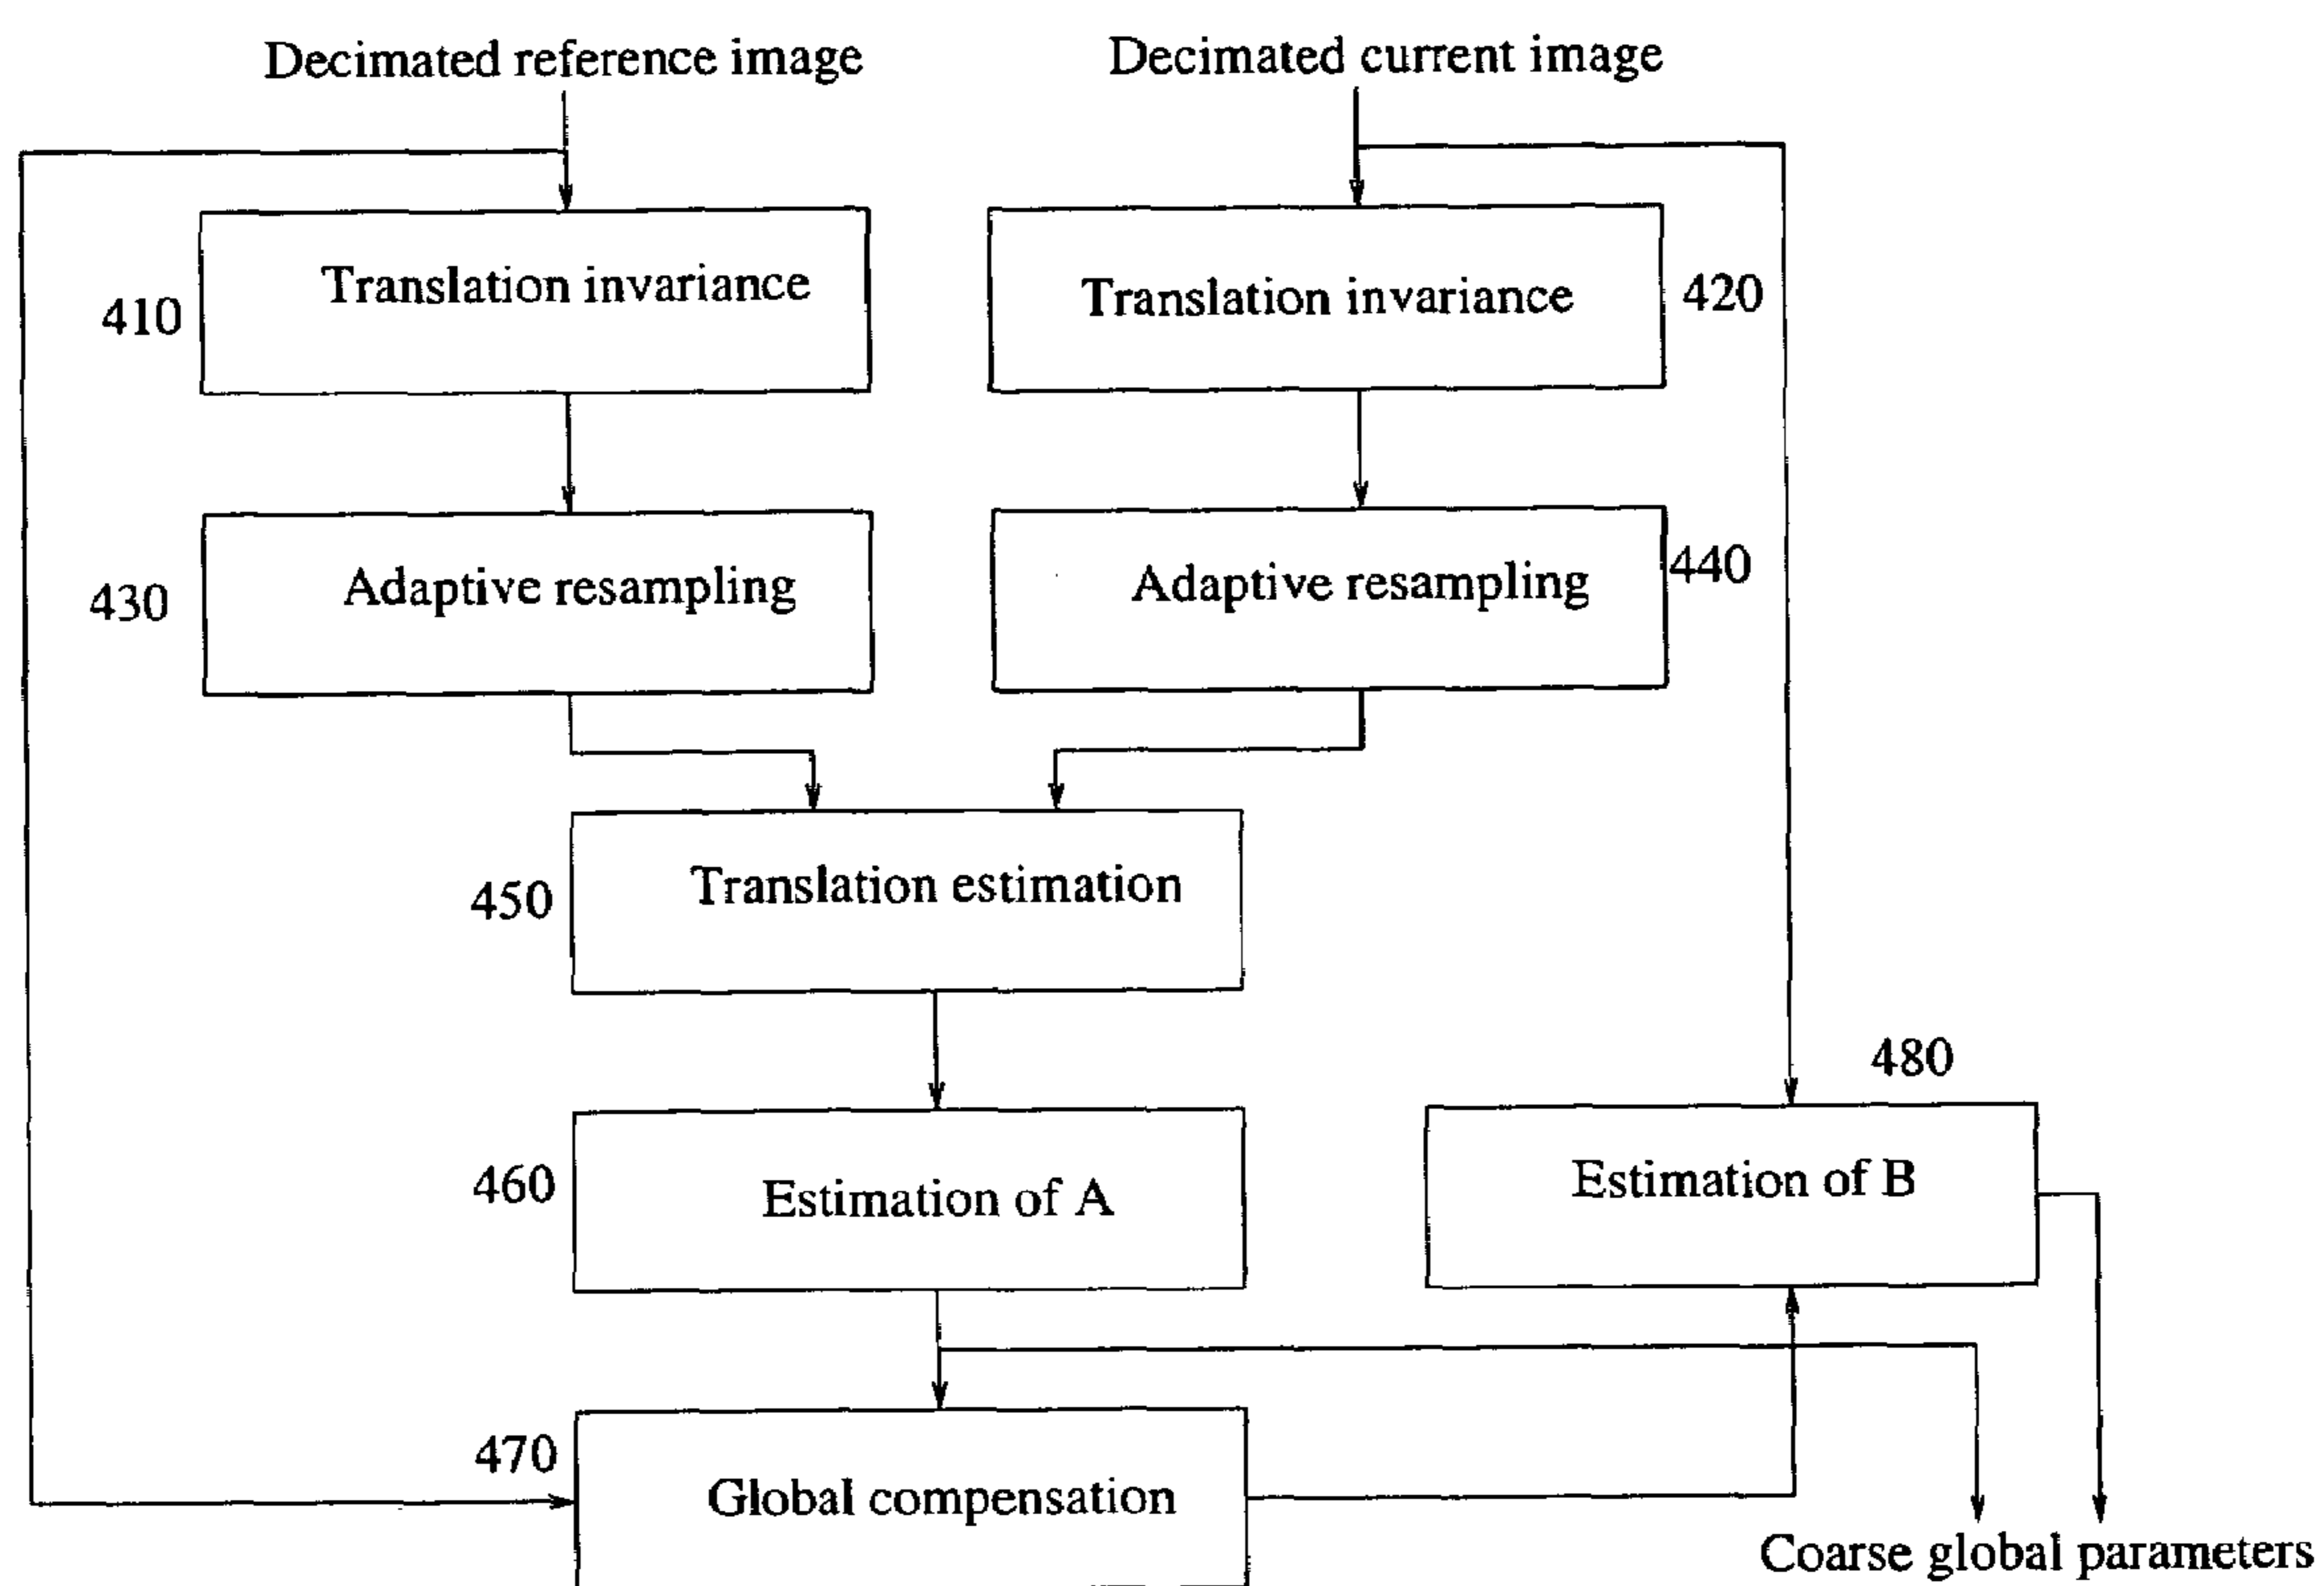 Decimated reference image
Decimated current image
Translation invariance
410
Translation invariance
420
Adaptive resampling
430
Adaptive resampling
440
Translation estimation
450
480
Estimation of A
460
Estimation of B
470
Global compensation
Coarse global parameters